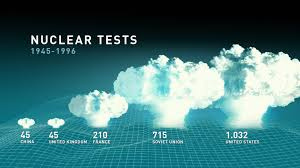 NUCLEAR TESTS
1945-1996
45 45 210 715 1.032
CHINA UNITED KINGDOM FRANCE SOVIET UNION UNITED STATES